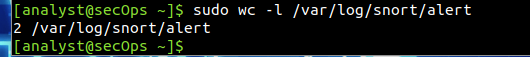 [analyst@secOps ~]$ sudo wc -l /var/log/snort/alert
2 /var/log/snort/alert
[analyst@secOps ~]$